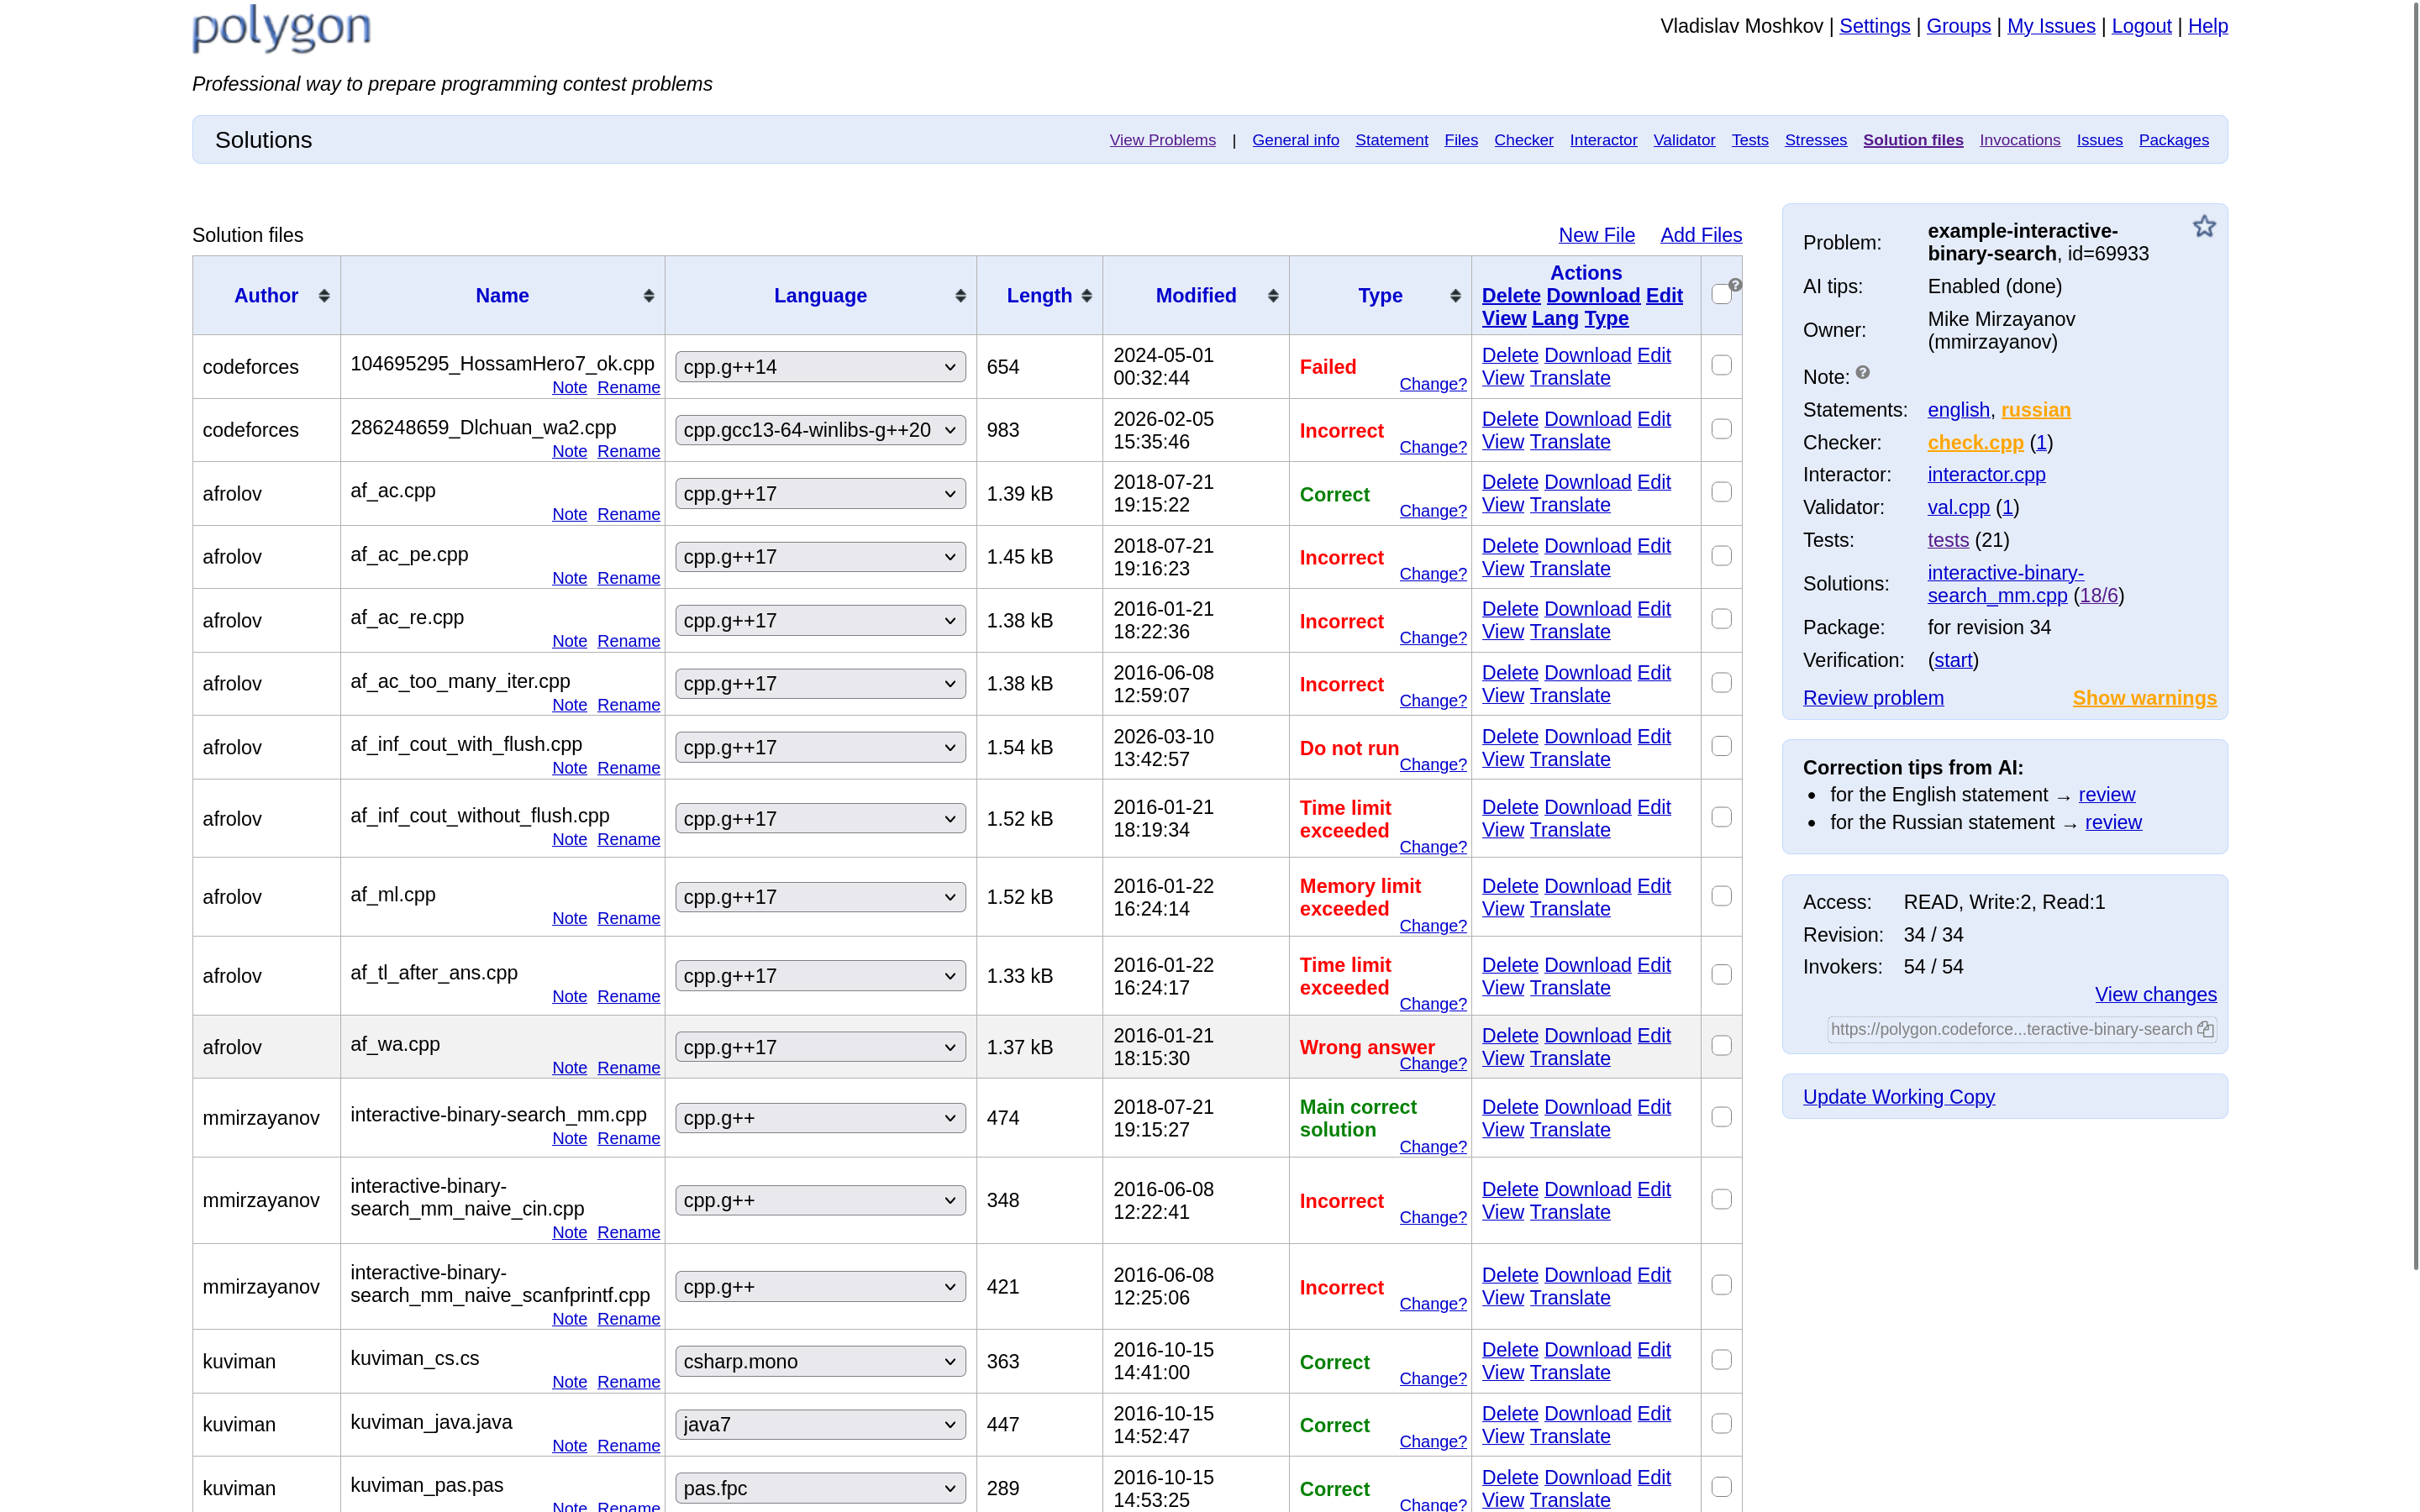 polygon
Vladislav Moshkov | Settings | Groups | My Issues | Logout | Help
Professional way to prepare programming contest problems
Solutions
View Problems | General info Statement Files Checker Interactor Validator Tests Stresses Solution files Invocations Issues Packages
Solution files New File Add Files
Author Name Language Length Modified Type Actions
Delete Download Edit
View Lang Type
?
codeforces 104695295_HossamHero7_ok.cpp cpp.g++14 654 2024-05-01 Failed Delete Download Edit
Note Rename 00:32:44 Change? View Translate
codeforces 286248659_Dlchuan_wa2.cpp cpp.gcc13-64-winlibs-g++20 983 2026-02-05 Incorrect Delete Download Edit
Note Rename 15:35:46 Change? View Translate
afrolov af_ac.cpp cpp.g++17 1.39 kB 2018-07-21 Correct Delete Download Edit
Note Rename 19:15:22 Change? View Translate
afrolov af_ac_pe.cpp cpp.g++17 1.45 kB 2018-07-21 Incorrect Delete Download Edit
Note Rename 19:16:23 Change? View Translate
afrolov af_ac_re.cpp cpp.g++17 1.38 kB 2016-01-21 Incorrect Delete Download Edit
Note Rename 18:22:36 Change? View Translate
afrolov af_ac_too_many_iter.cpp cpp.g++17 1.38 kB 2016-06-08 Incorrect Delete Download Edit
Note Rename 12:59:07 Change? View Translate
afrolov af_inf_cout_with_flush.cpp cpp.g++17 1.54 kB 2026-03-10 Do not run Delete Download Edit
Note Rename 13:42:57 Change? View Translate
afrolov af_inf_cout_without_flush.cpp cpp.g++17 1.52 kB 2016-01-21 Time limit Delete Download Edit
Note Rename 18:19:34 exceeded Change? View Translate
afrolov af_ml.cpp cpp.g++17 1.52 kB 2016-01-22 Memory limit Delete Download Edit
Note Rename 16:24:14 exceeded Change? View Translate
afrolov af_tl_after_ans.cpp cpp.g++17 1.33 kB 2016-01-22 Time limit Delete Download Edit
Note Rename 16:24:17 exceeded Change? View Translate
afrolov af_wa.cpp cpp.g++17 1.37 kB 2016-01-21 Wrong answer Delete Download Edit
Note Rename 18:15:30 Change? View Translate
mmirzayanov interactive-binary-search_mm.cpp cpp.g++ 474 2018-07-21 Main correct Delete Download Edit
Note Rename 19:15:27 solution Change? View Translate
mmirzayanov interactive-binary- cpp.g++ 348 2016-06-08 Incorrect Delete Download Edit
search_mm_naive_cin.cpp 12:22:41 Change? View Translate
Note Rename
mmirzayanov interactive-binary- cpp.g++ 421 2016-06-08 Incorrect Delete Download Edit
search_mm_naive_scanfprintf.cpp 12:25:06 Change? View Translate
Note Rename
kuviman kuviman_cs.cs csharp.mono 363 2016-10-15 Correct Delete Download Edit
Note Rename 14:41:00 Change? View Translate
kuviman kuviman_java.java java7 447 2016-10-15 Correct Delete Download Edit
Note Rename 14:52:47 Change? View Translate
kuviman kuviman_pas.pas pas.fpc 289 2016-10-15 Correct Delete Download Edit
Note Rename 14:53:25 Change? View Translate
Problem: example-interactive-
binary-search, id=69933
AI tips: Enabled (done)
Owner: Mike Mirzayanov
(mmirzayanov)
Note: ?
Statements: english, russian
Checker: check.cpp (1)
Interactor: interactor.cpp
Validator: val.cpp (1)
Tests: tests (21)
Solutions: interactive-binary-
search_mm.cpp (18/6)
Package: for revision 34
Verification: (start)
Review problem Show warnings
Correction tips from AI:
• for the English statement → review
• for the Russian statement → review
Access: READ, Write:2, Read:1
Revision: 34 / 34
Invokers: 54 / 54
View changes
https://polygon.codeforce...teractive-binary-search
Update Working Copy